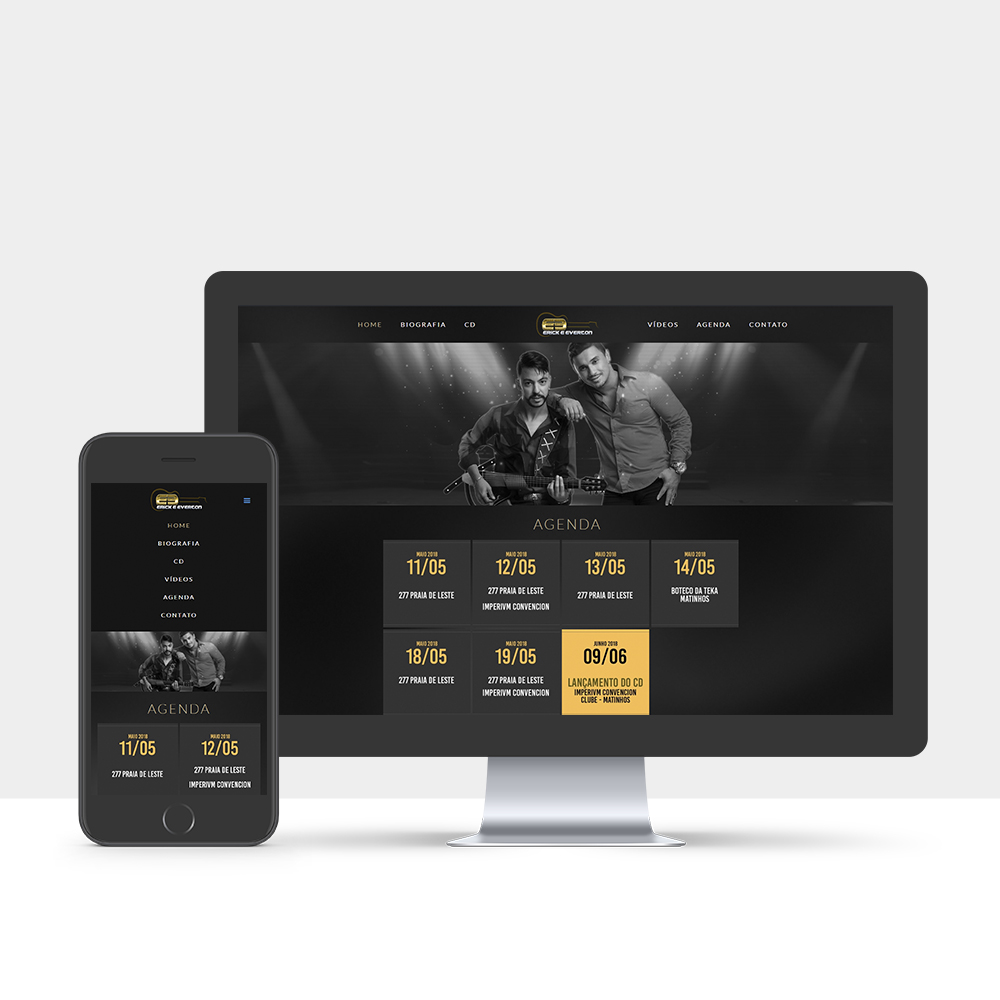 HOME BIOGRAFIA CD
ERICK E EVERTON
VÍDEOS AGENDA CONTATO
AGENDA
MAIO 2018
11/05
277 PRAIA DE LESTE
MAIO 2018
12/05
277 PRAIA DE LESTE
IMPERIVM CONVENCION
MAIO 2018
13/05
277 PRAIA DE LESTE
MAIO 2018
14/05
BOTECO DA TEKA
MATINHOS
MAIO 2018
18/05
277 PRAIA DE LESTE
MAIO 2018
19/05
277 PRAIA DE LESTE
IMPERIVM CONVENCION
JUNHO 2018
09/06
LANÇAMENTO DO CD
IMPERIVM CONVENCION
CLUBE - MATINHOS
ERICK E EVERTON
HOME
BIOGRAFIA
CD
VÍDEOS
AGENDA
CONTATO
AGENDA
MAIO 2018
11/05
277 PRAIA DE LESTE
MAIO 2018
12/05
277 PRAIA DE LESTE
IMPERIVM CONVENCION